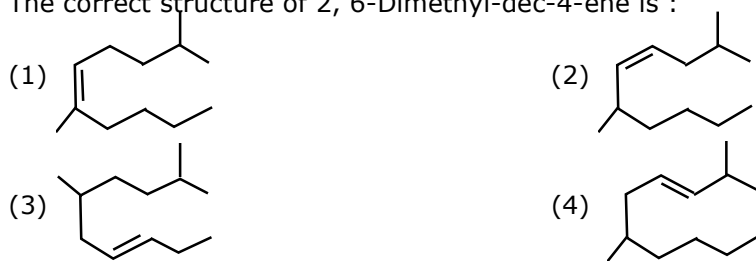 The correct structure of 2, 6-Dimethyl-dec-4-ene is :
(1)
(2)
(3)
(4)